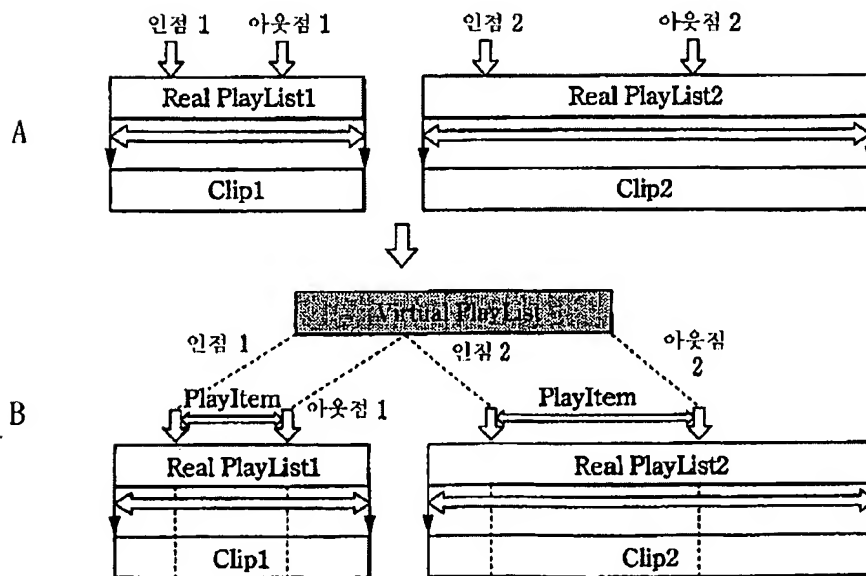 인점 1 아웃점 1 인점 2 아웃점 2
Real PlayList1 Real PlayList2
A
Clip1 Clip2
Virtual PlayList
인점 1 인점 2 아웃점
2
B
PlayItem 아웃점 1 PlayItem
Real PlayList1 Real PlayList2
Clip1 Clip2